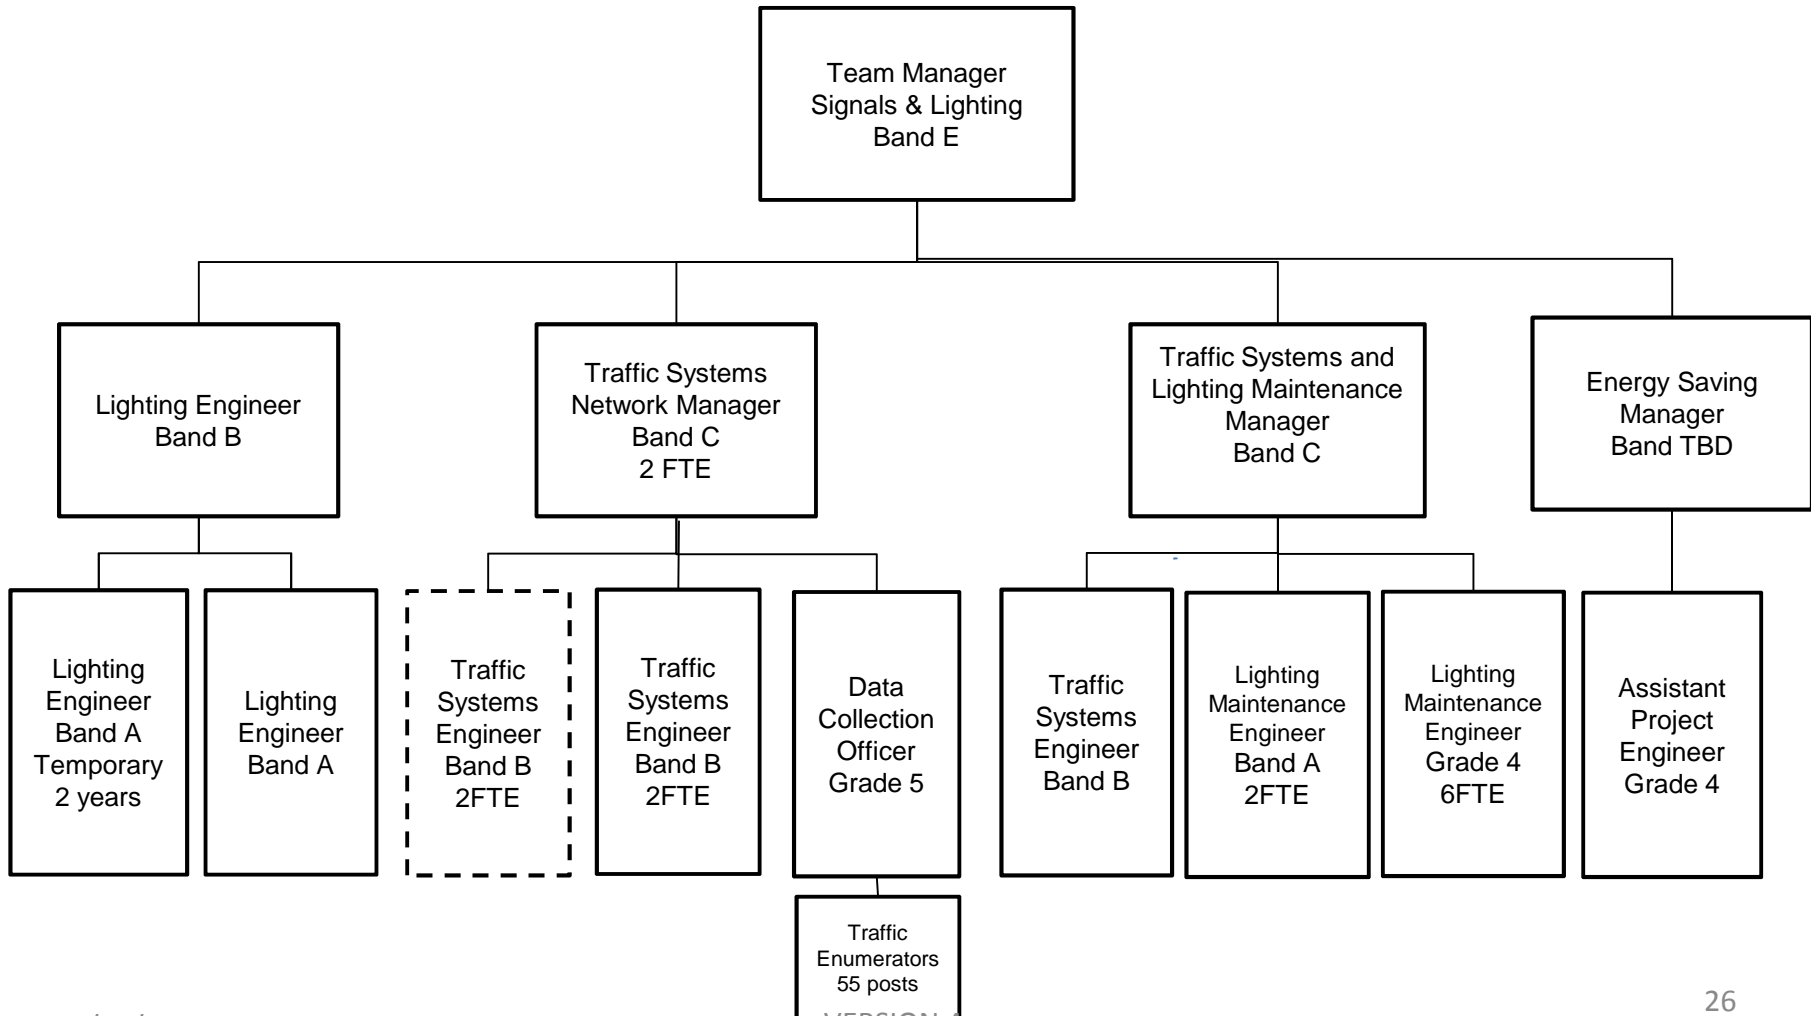 Team Manager
Signals & Lighting
Band E
Lighting Engineer
Band B
Traffic Systems
Network Manager
Band C
2 FTE
Traffic Systems and
Lighting Maintenance
Manager
Band C
Energy Saving
Manager
Band TBD
Lighting
Engineer
Band A
Temporary
2 years
Lighting
Engineer
Band A
Traffic
Systems
Engineer
Band B
2FTE
Traffic
Systems
Engineer
Band B
2FTE
Data
Collection
Officer
Grade 5
Traffic
Systems
Engineer
Band B
Lighting
Maintenance
Engineer
Band A
2FTE
Lighting
Maintenance
Engineer
Grade 4
6FTE
Assistant
Project
Engineer
Grade 4
Traffic
Enumerators
55 posts
VERSION
26